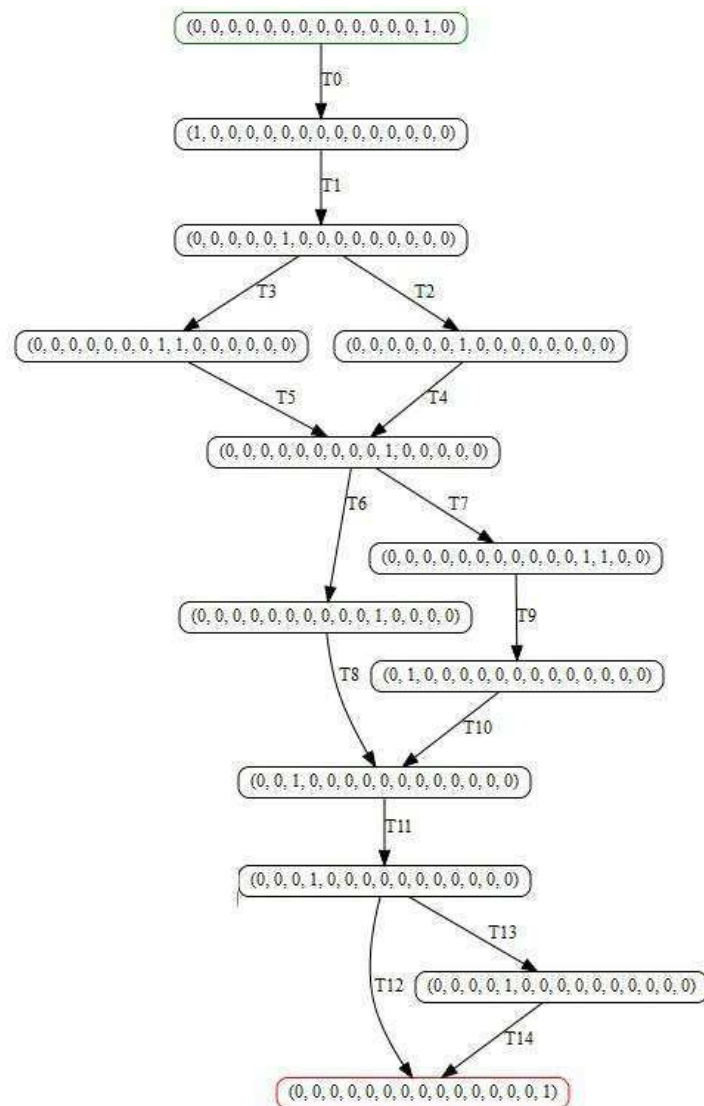 (0, 0, 0, 0, 0, 0, 0, 0, 0, 0, 0, 0, 0, 1, 0)
T0
(1, 0, 0, 0, 0, 0, 0, 0, 0, 0, 0, 0, 0, 0, 0)
T1
(0, 0, 0, 0, 0, 1, 0, 0, 0, 0, 0, 0, 0, 0, 0)
T3 T2
(0, 0, 0, 0, 0, 0, 0, 1, 1, 0, 0, 0, 0, 0, 0) (0, 0, 0, 0, 0, 0, 1, 0, 0, 0, 0, 0, 0, 0, 0)
T5 T4
(0, 0, 0, 0, 0, 0, 0, 0, 0, 1, 0, 0, 0, 0, 0)
T6 T7
(0, 0, 0, 0, 0, 0, 0, 0, 0, 0, 0, 1, 1, 0, 0)
(0, 0, 0, 0, 0, 0, 0, 0, 0, 0, 1, 0, 0, 0, 0) T9
T8 (0, 1, 0, 0, 0, 0, 0, 0, 0, 0, 0, 0, 0, 0, 0)
T10
(0, 0, 1, 0, 0, 0, 0, 0, 0, 0, 0, 0, 0, 0, 0)
T11
(0, 0, 0, 1, 0, 0, 0, 0, 0, 0, 0, 0, 0, 0, 0)
T13
T12 (0, 0, 0, 0, 1, 0, 0, 0, 0, 0, 0, 0, 0, 0, 0)
T14
(0, 0, 0, 0, 0, 0, 0, 0, 0, 0, 0, 0, 0, 0, 1)